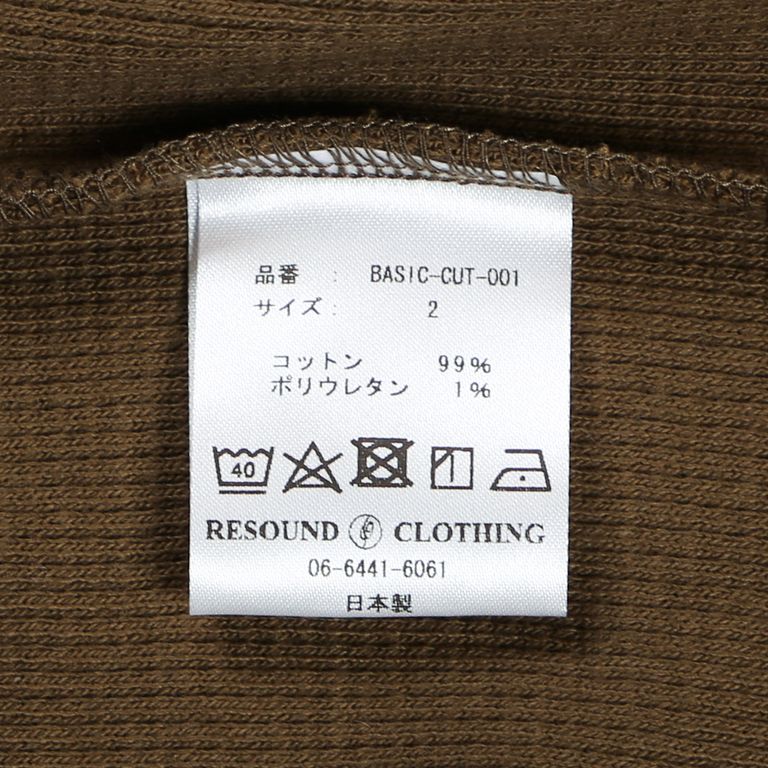 品番 : BASIC-CUT-001
サイズ: 2
コットン 99%
ポリウレタン 1%
40
RESOUND CLOTHING
06-6441-6061
日本製